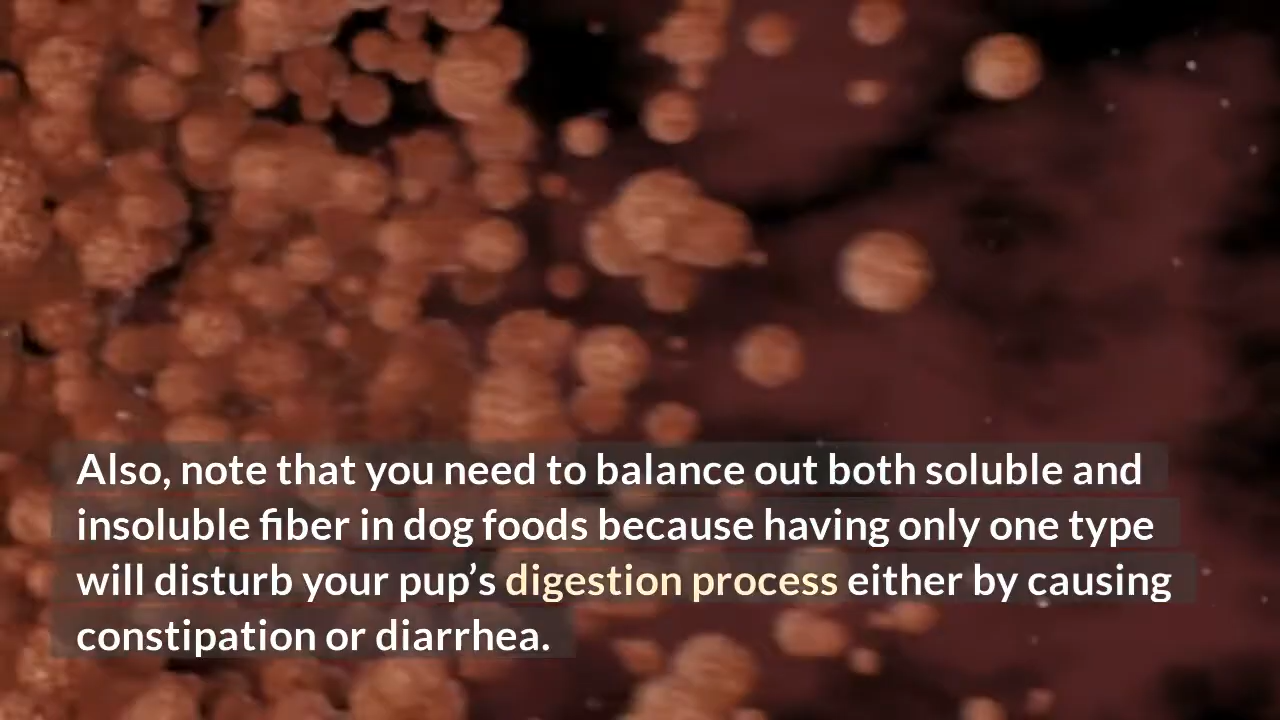 Also, note that you need to balance out both soluble and
insoluble fiber in dog foods because having only one type
will disturb your pup’s digestion process either by causing
constipation or diarrhea.